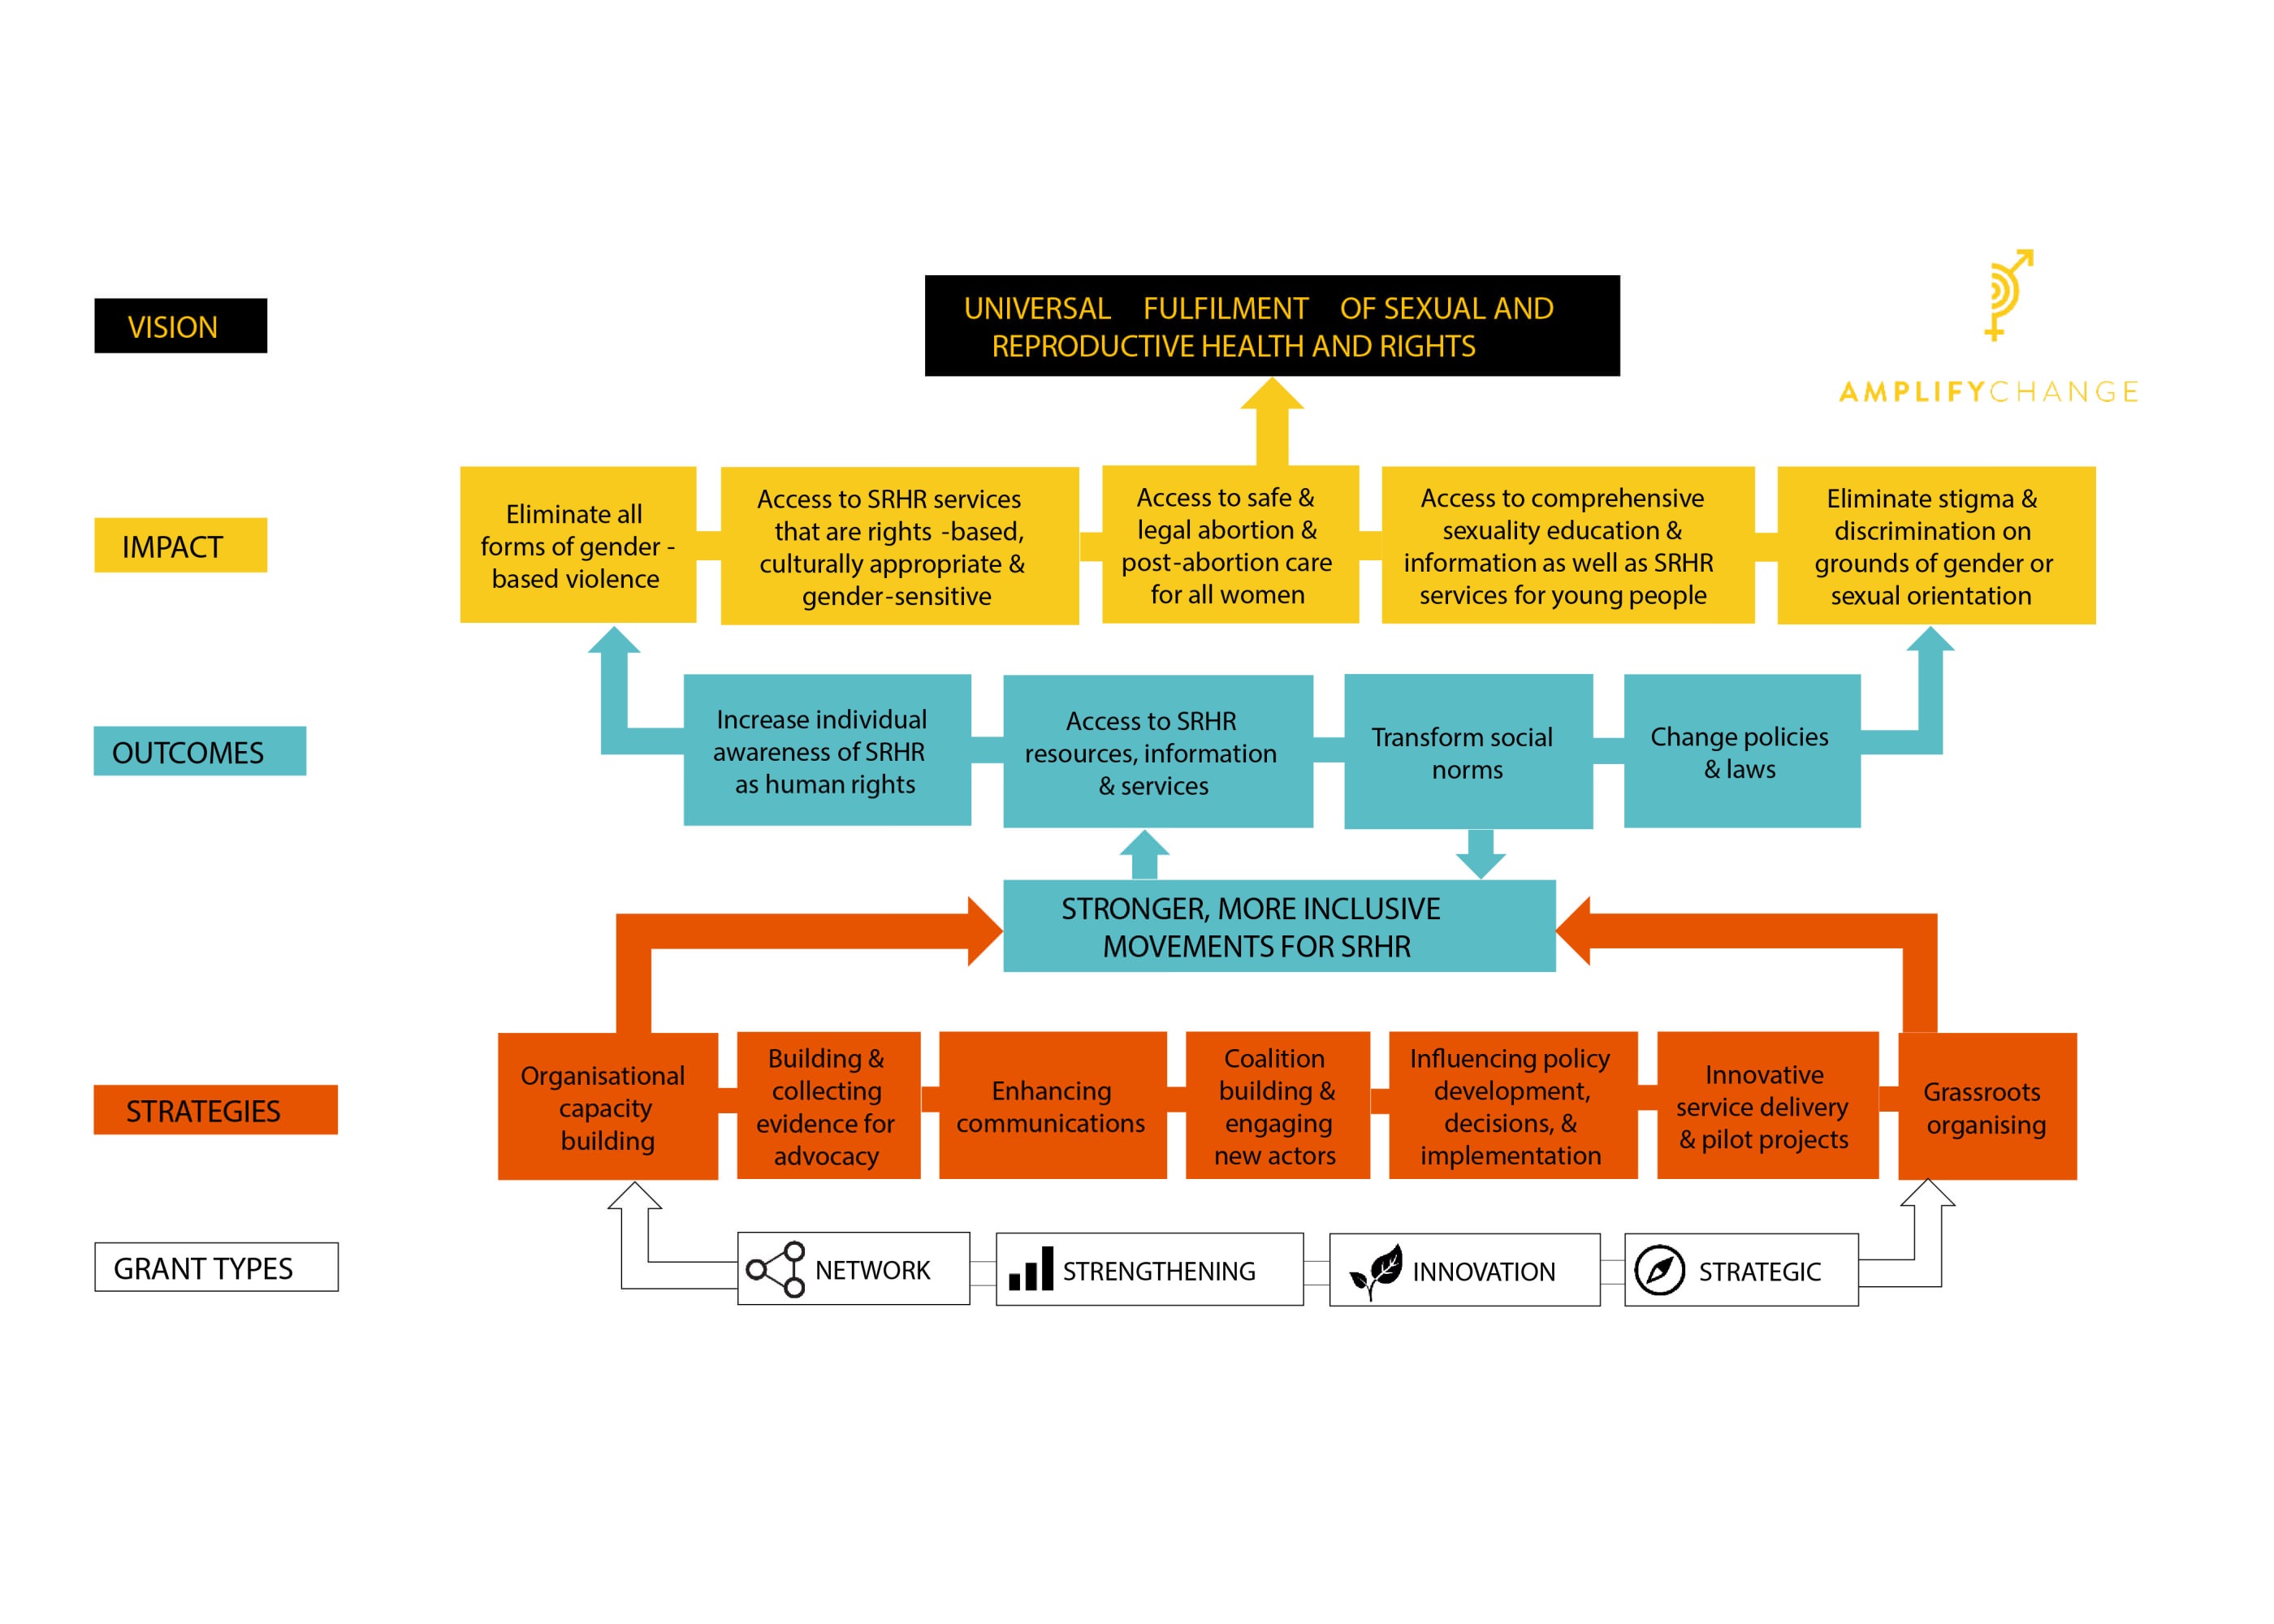 VISION
UNIVERSAL FULFILMENT OF SEXUAL AND
REPRODUCTIVE HEALTH AND RIGHTS
AMPLIFYCHANGE
IMPACT
Eliminate all
forms of gender -
based violence
Access to SRHR services
that are rights -based,
culturally appropriate &
gender-sensitive
Access to safe &
legal abortion &
post-abortion care
for all women
Access to comprehensive
sexuality education &
information as well as SRHR
services for young people
Eliminate stigma &
discrimination on
grounds of gender or
sexual orientation
OUTCOMES
Increase individual
awareness of SRHR
as human rights
Access to SRHR
resources, information
& services
Transform social
norms
Change policies
& laws
STRONGER, MORE INCLUSIVE
MOVEMENTS FOR SRHR
STRATEGIES
Organisational
capacity
building
Building &
collecting
evidence for
advocacy
Enhancing
communications
Coalition
building &
engaging
new actors
Influencing policy
development,
decisions, &
implementation
Innovative
service delivery
& pilot projects
Grassroots
organising
GRANT TYPES
NETWORK
STRENGTHENING
INNOVATION
STRATEGIC